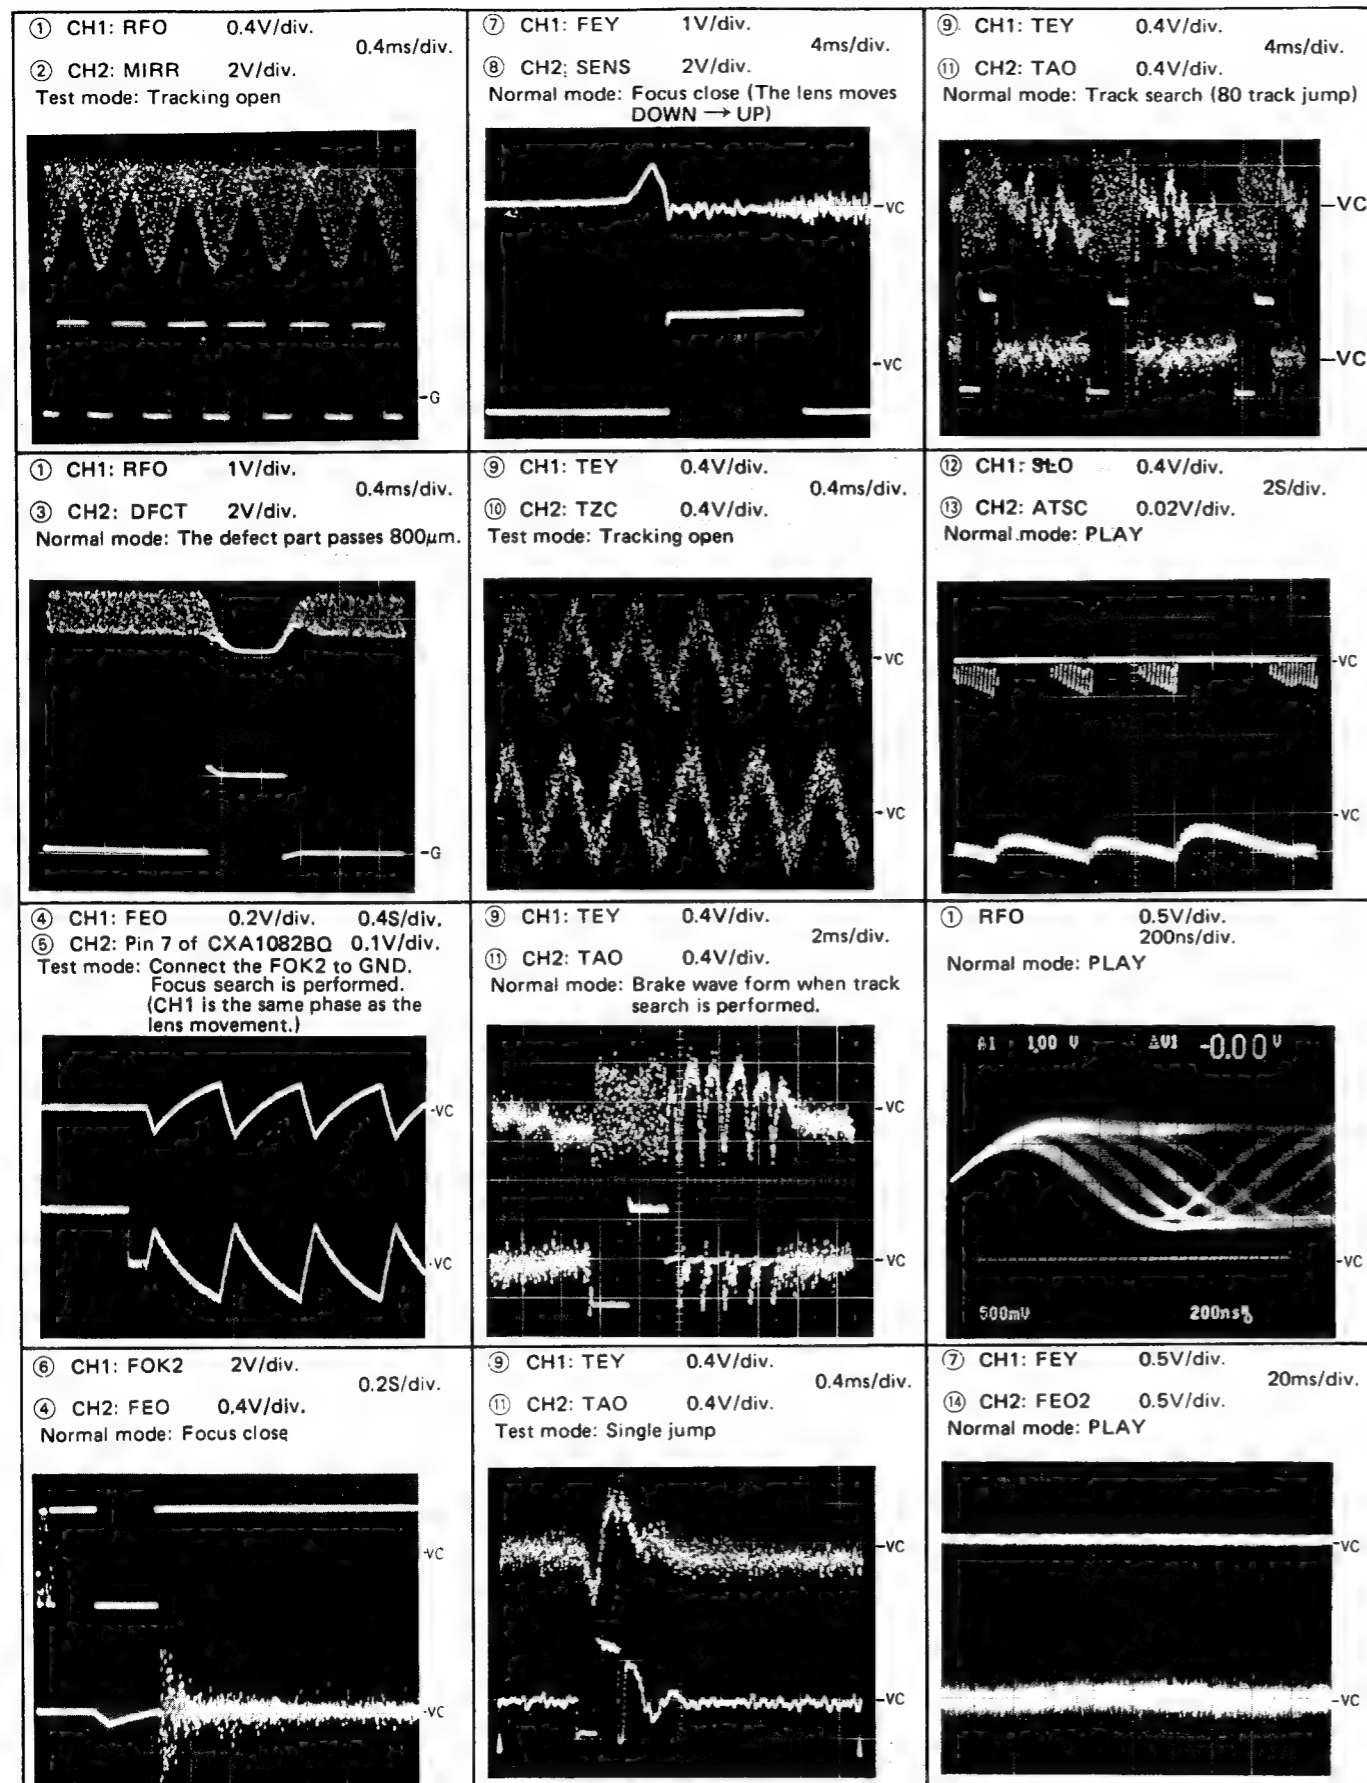 ① CH1: RFO 0.4V/div.
0.4ms/div.
② CH2: MIRR 2V/div.
Test mode: Tracking open
-G
⑦ CH1: FEY 1V/div.
4ms/div.
⑧ CH2: SENS 2V/div.
Normal mode: Focus close (The lens moves
DOWN → UP)
-VC
-VC
⑨ CH1: TEY 0.4V/div.
4ms/div.
⑪ CH2: TAO 0.4V/div.
Normal mode: Track search (80 track jump)
-VC
-VC
① CH1: RFO 1V/div.
0.4ms/div.
③ CH2: DFCT 2V/div.
Normal mode: The defect part passes 800μm.
-G
⑨ CH1: TEY 0.4V/div.
0.4ms/div.
⑩ CH2: TZC 0.4V/div.
Test mode: Tracking open
-VC
-VC
⑫ CH1: SLO 0.4V/div.
2S/div.
⑬ CH2: ATSC 0.02V/div.
Normal mode: PLAY
-VC
-VC
④ CH1: FEO 0.2V/div. 0.4S/div.
⑤ CH2: Pin 7 of CXA1082BQ 0.1V/div.
Test mode: Connect the FOK2 to GND.
Focus search is performed.
(CH1 is the same phase as the
lens movement.)
-VC
-VC
⑨ CH1: TEY 0.4V/div.
2ms/div.
⑪ CH2: TAO 0.4V/div.
Normal mode: Brake wave form when track
search is performed.
-VC
-VC
① RFO 0.5V/div.
200ns/div.
Normal mode: PLAY
A1 1.00 V ΔV1 -0.00 V
-VC
500mV 200ns
⑥ CH1: FOK2 2V/div.
0.2S/div.
④ CH2: FEO 0.4V/div.
Normal mode: Focus close
-VC
-VC
⑨ CH1: TEY 0.4V/div.
0.4ms/div.
⑪ CH2: TAO 0.4V/div.
Test mode: Single jump
-VC
-VC
⑦ CH1: FEY 0.5V/div.
20ms/div.
⑭ CH2: FEO2 0.5V/div.
Normal mode: PLAY
-VC
-VC